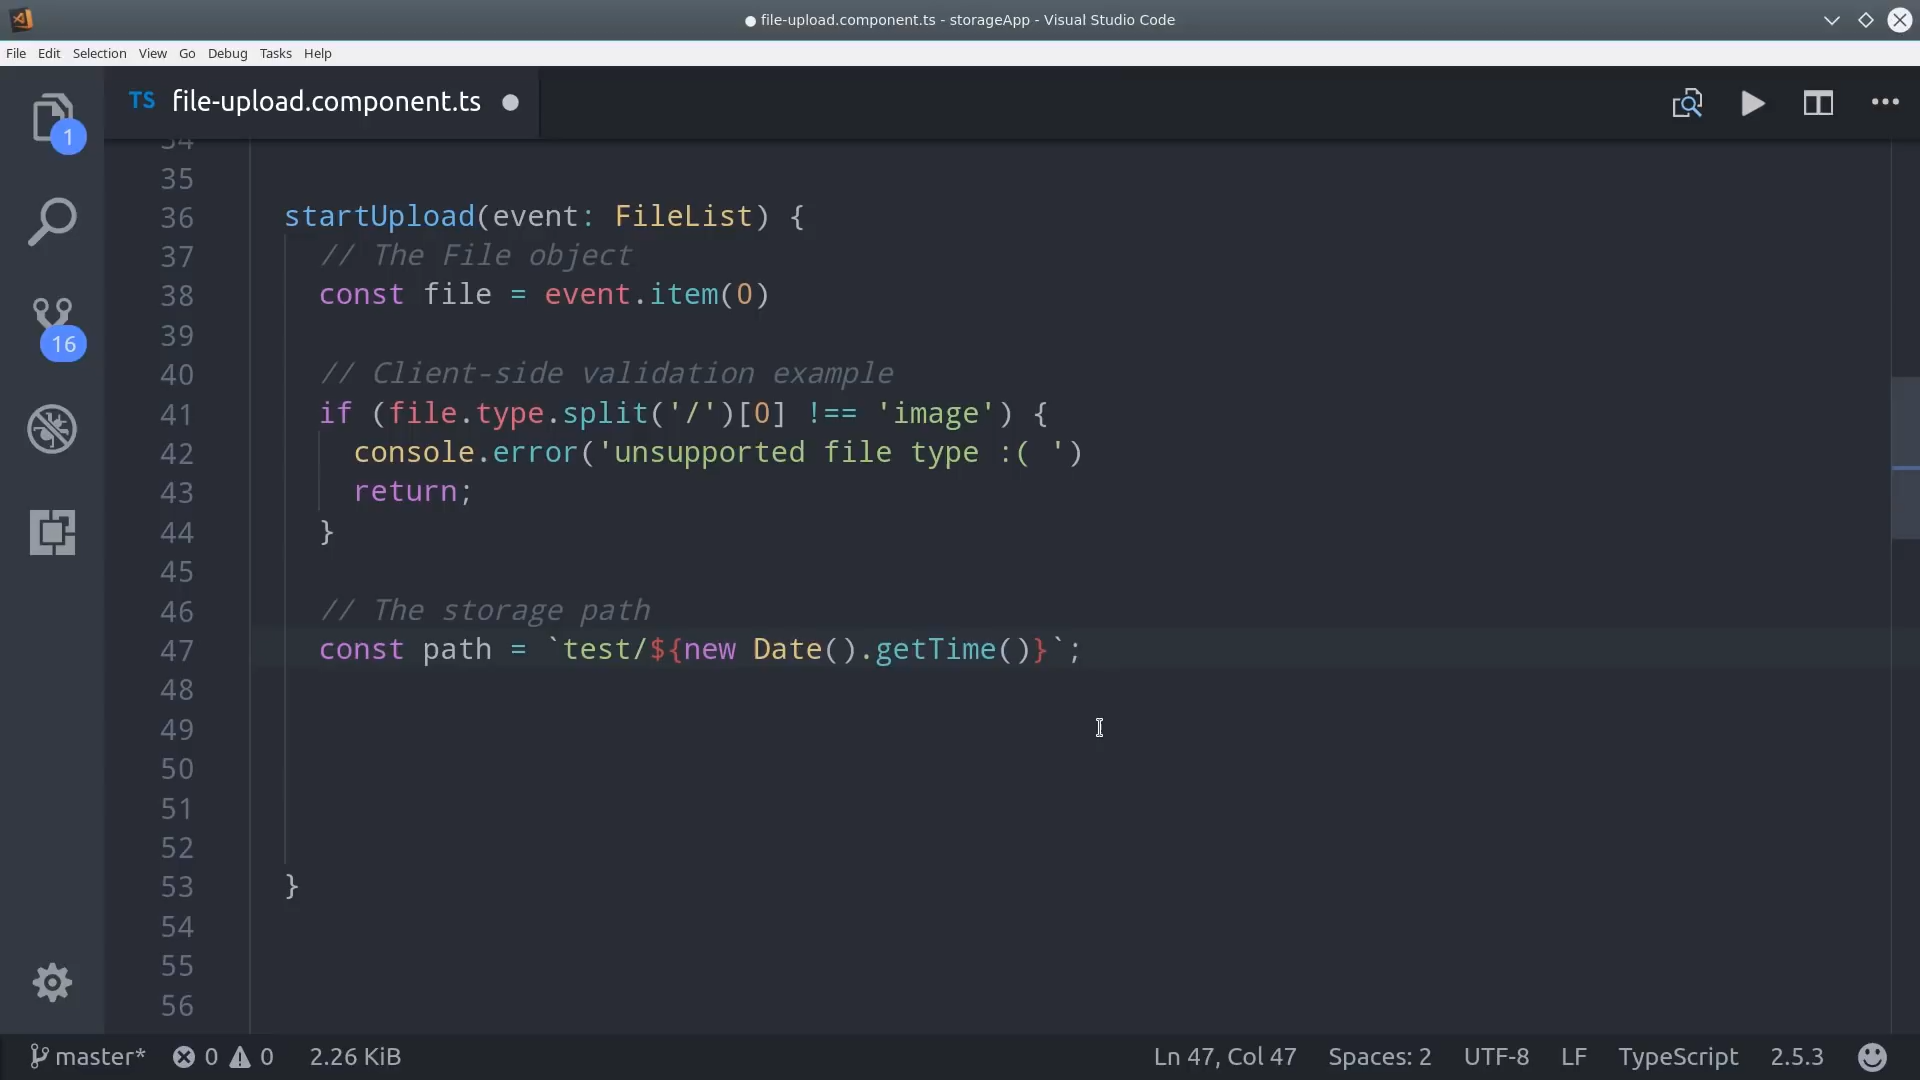 file-upload.component.ts - storageApp - Visual Studio Code
File Edit Selection View Go Debug Tasks Help
TS file-upload.component.ts
1
16
34
35
36 startUpload(event: FileList) {
37 // The File object
38 const file = event.item(0)
39
40 // Client-side validation example
41 if (file.type.split('/')[0] !== 'image') {
42 console.error('unsupported file type :( ')
43 return;
44 }
45
46 // The storage path
47 const path = `test/${new Date().getTime()}`;
48
49
50
51
52
53 }
54
55
56
master* 0 0 2.26 KiB Ln 47, Col 47 Spaces: 2 UTF-8 LF TypeScript 2.5.3